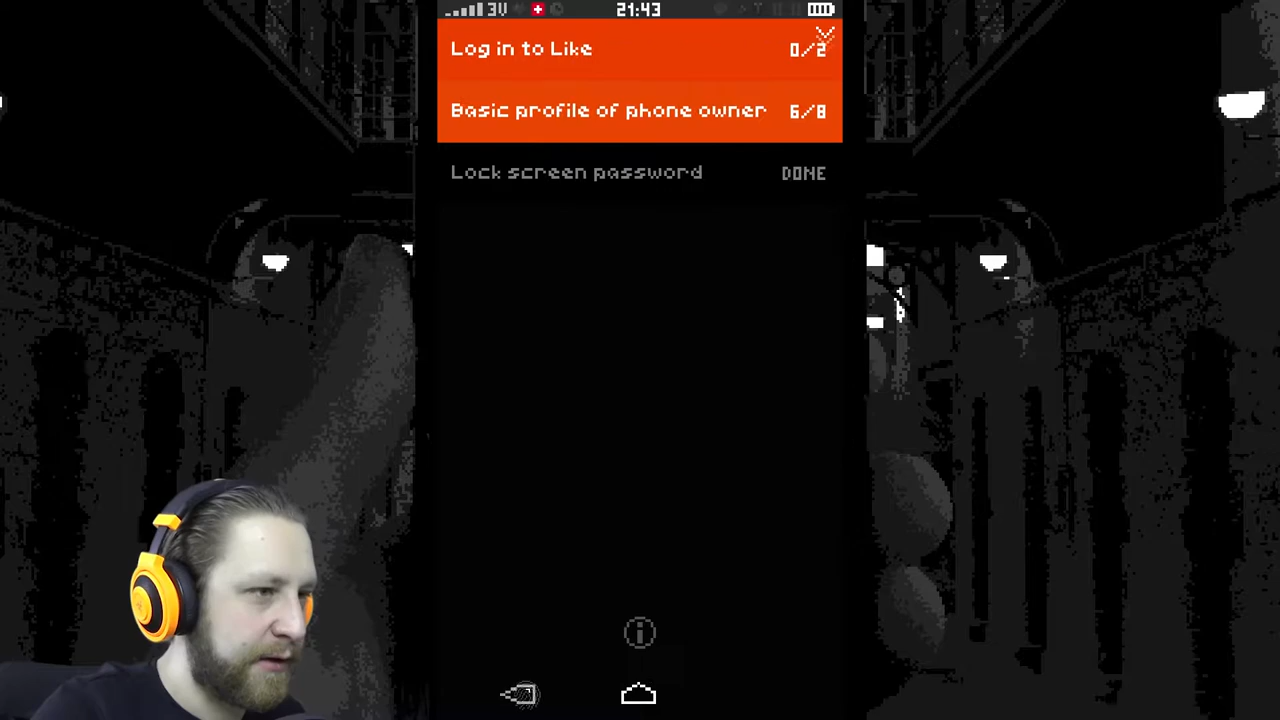 3V 21:43
Log in to Like 0/2
Basic profile of phone owner 6/8
Lock screen password DONE
i